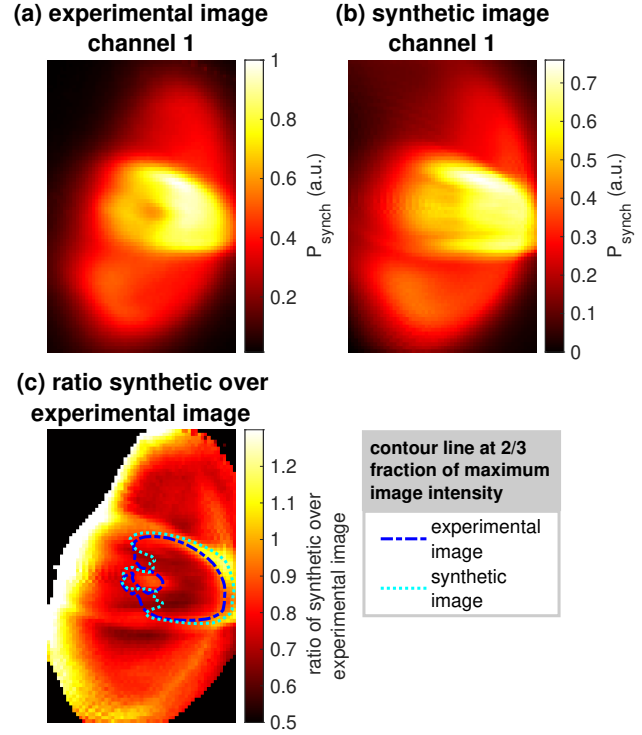 (a) experimental image
channel 1
1
0.8
0.6
0.4
0.2
P_synch (a.u.)
(b) synthetic image
channel 1
0.7
0.6
0.5
0.4
0.3
0.2
0.1
0
P_synch (a.u.)
(c) ratio synthetic over
experimental image
1.2
1.1
1
0.9
0.8
0.7
0.6
0.5
ratio of synthetic over
experimental image
contour line at 2/3
fraction of maximum
image intensity
experimental
image
synthetic
image